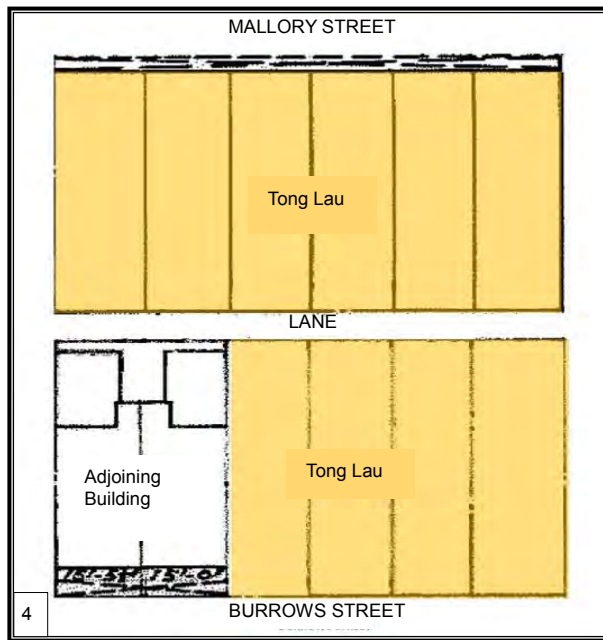 MALLORY STREET
Tong Lau
LANE
Adjoining
Building
Tong Lau
4
BURROWS STREET